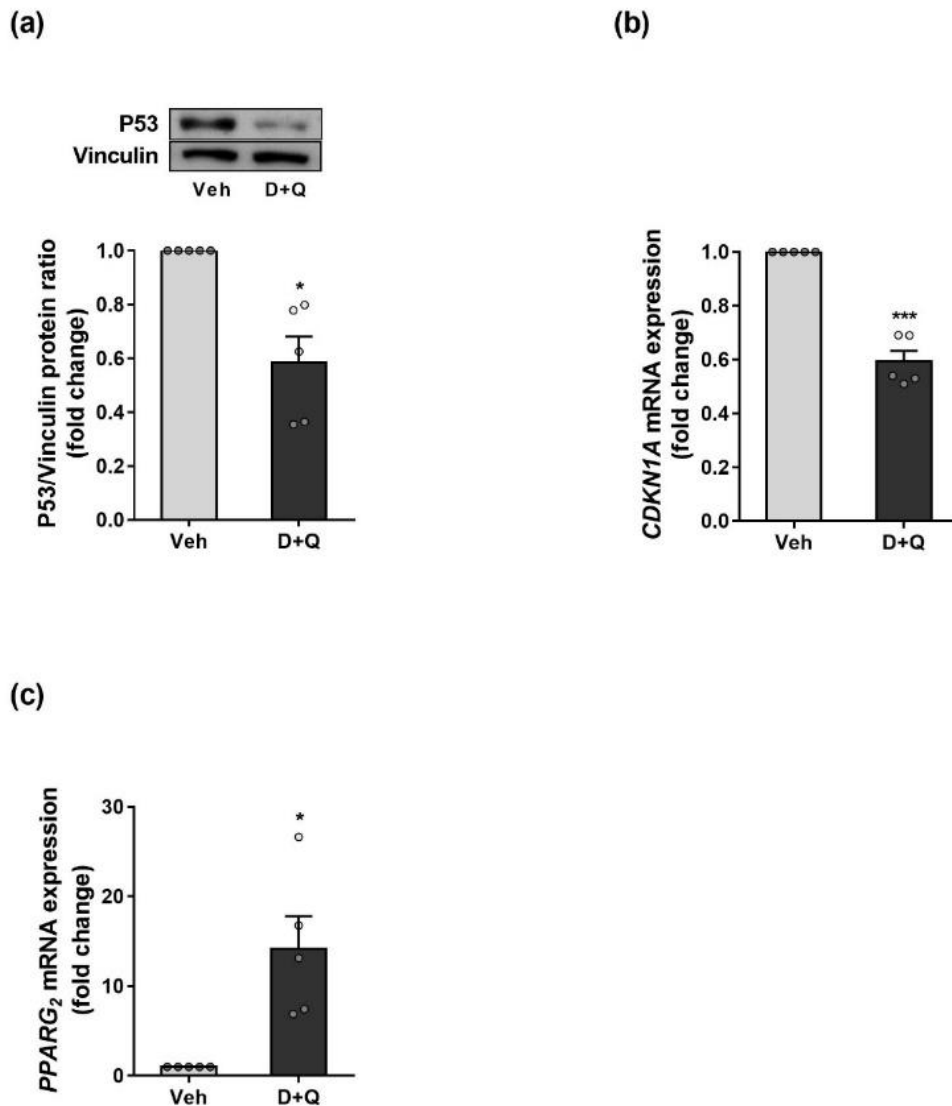 (a)
P53
Vinculin
Veh D+Q
P53/Vinculin protein ratio
(fold change)
1.0
0.8
0.6
0.4
0.2
0.0
*
Veh D+Q
(b)
CDKN1A mRNA expression
(fold change)
1.0
0.8
0.6
0.4
0.2
0.0
***
Veh D+Q
(c)
PPARG2 mRNA expression
(fold change)
30
20
10
0
*
Veh D+Q